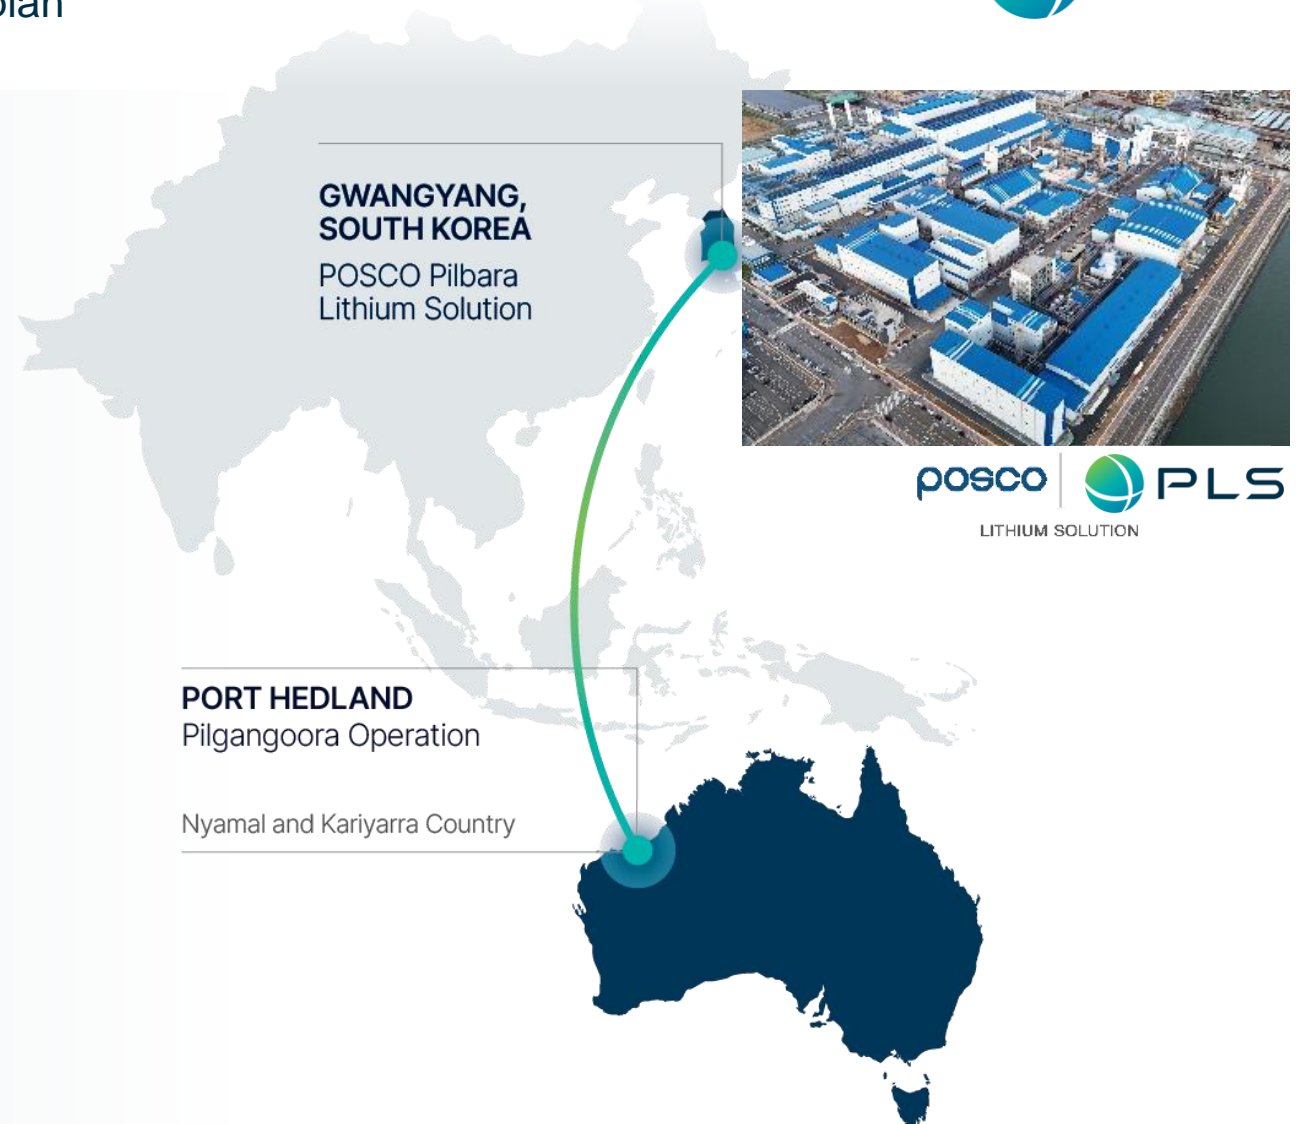 GWANGYANG,
SOUTH KOREA
POSCO Pilbara
Lithium Solution
posco PLS
LITHIUM SOLUTION
PORT HEDLAND
Pilgangoora Operation
Nyamal and Kariyarra Country